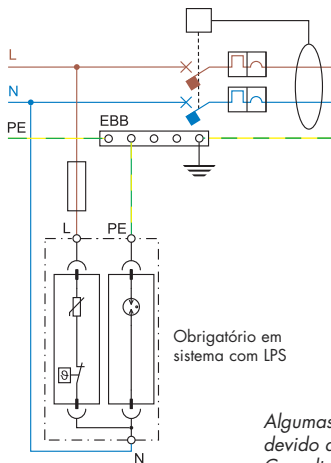 L
N
PE
EBB
L
PE
Obrigatório em
sistema com LPS
N
Algumas
devido a